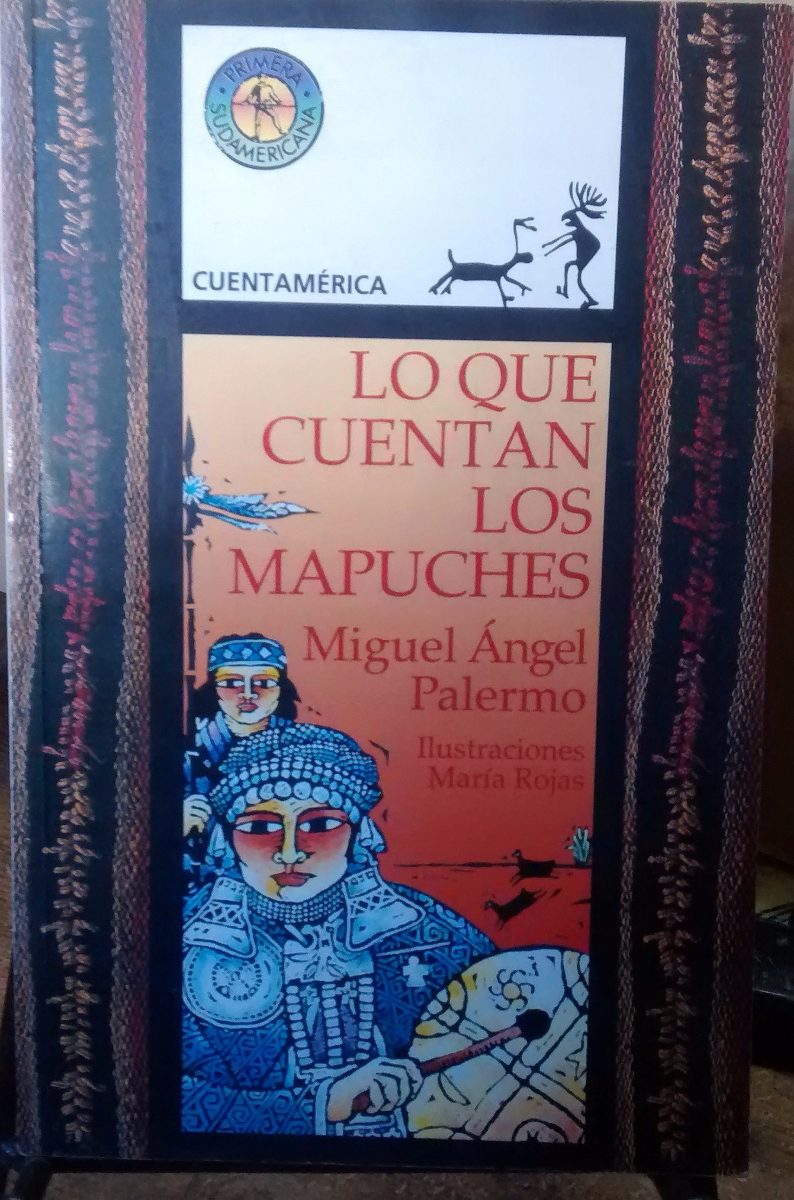 PRIMERA
SUDAMERICANA
CUENTAMÉRICA
LO QUE
CUENTAN
LOS
MAPUCHES
Miguel Ángel
Palermo
Ilustraciones
María Rojas